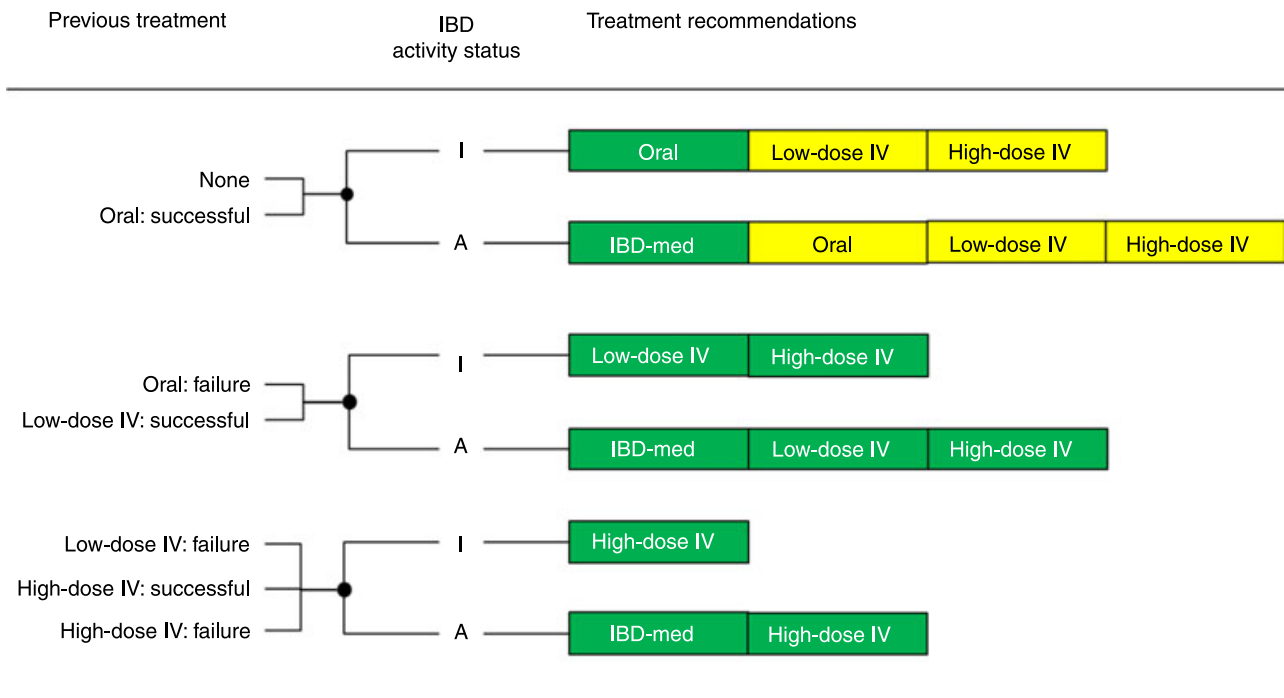 Previous treatment
IBD
activity status
Treatment recommendations
None
Oral: successful
I
Oral
Low-dose IV
High-dose IV
A
IBD-med
Oral
Low-dose IV
High-dose IV
Oral: failure
Low-dose IV: successful
I
Low-dose IV
High-dose IV
A
IBD-med
Low-dose IV
High-dose IV
Low-dose IV: failure
High-dose IV: successful
High-dose IV: failure
I
High-dose IV
A
IBD-med
High-dose IV